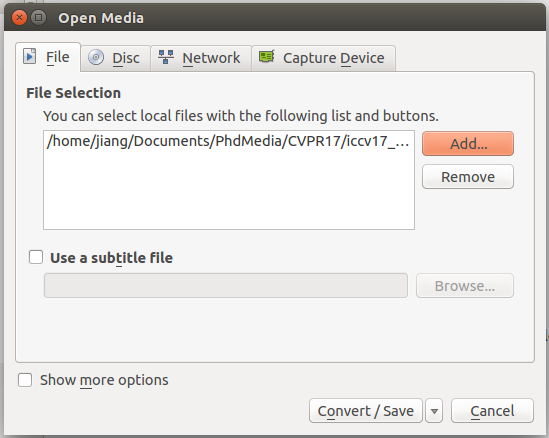 Open Media
File Disc Network Capture Device
File Selection
You can select local files with the following list and buttons.
/home/jiang/Documents/PhdMedia/CVPR17/iccv17_... Add...
Remove
Use a subtitle file
Browse...
Show more options
Convert / Save Cancel